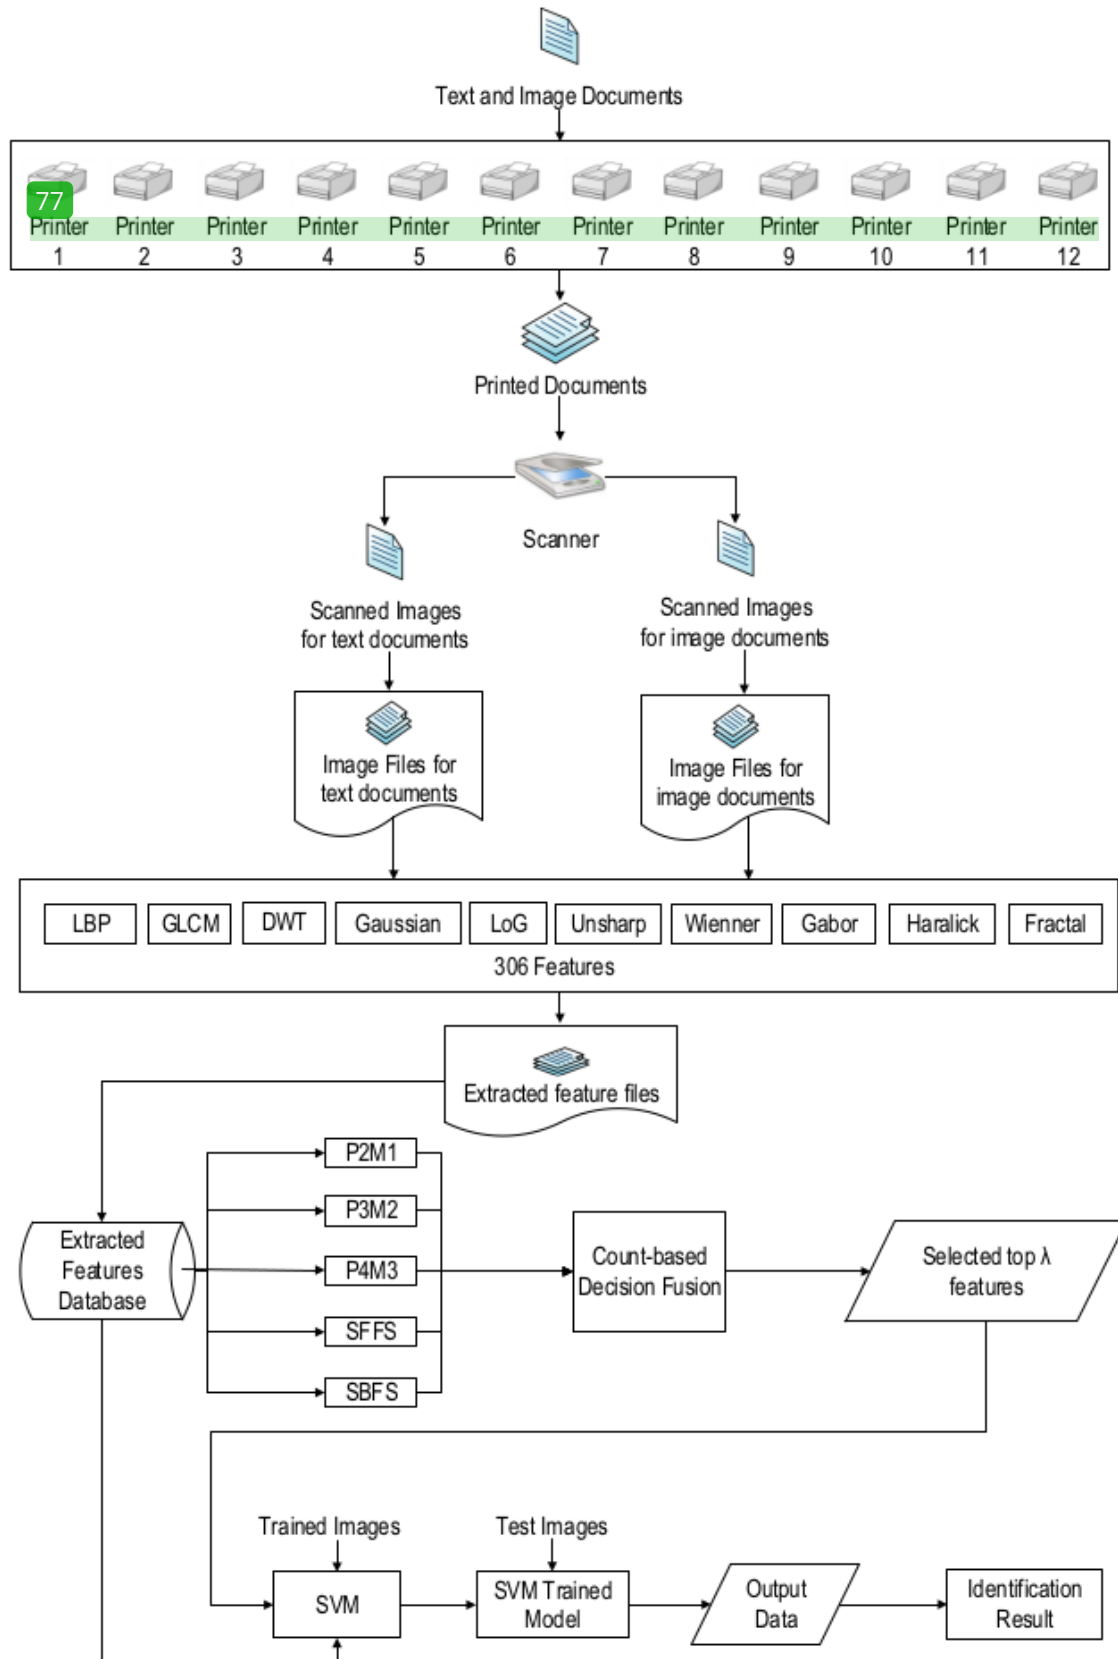 Text and Image Documents
77
Printer Printer Printer Printer Printer Printer Printer Printer Printer Printer Printer Printer
1 2 3 4 5 6 7 8 9 10 11 12
Printed Documents
Scanner
Scanned Images
for text documents
Scanned Images
for image documents
Image Files for
text documents
Image Files for
image documents
LBP GLCM DWT Gaussian LoG Unsharp Wienner Gabor Haralick Fractal
306 Features
Extracted feature files
P2M1
P3M2
P4M3
SFFS
SBFS
Extracted
Features
Database
Count-based
Decision Fusion
Selected top λ
features
Trained Images
Test Images
SVM
SVM Trained
Model
Output
Data
Identification
Result